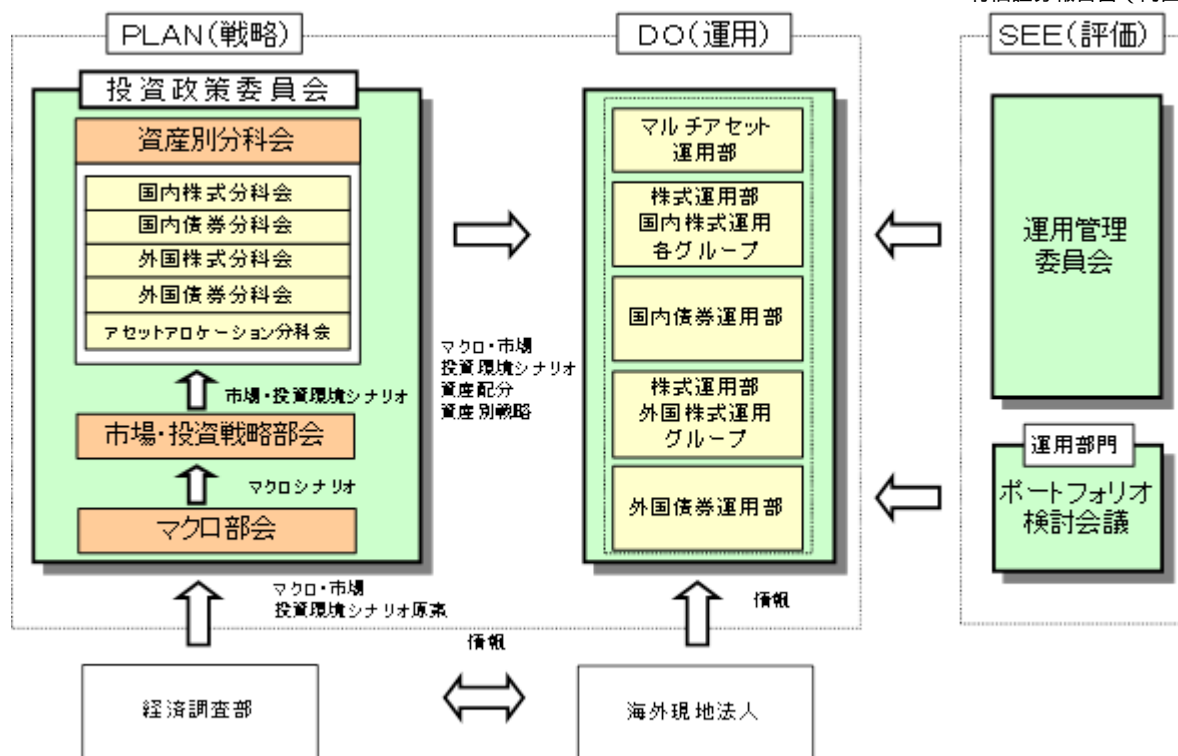 PLAN(戦略)
投資政策委員会
資産別分科会
国内株式分科会
国内債券分科会
外国株式分科会
外国債券分科会
アセットアロケーション分科会
市場・投資環境シナリオ
市場・投資戦略部会
マクロシナリオ
マクロ部会
マクロ・市場
投資環境シナリオ原案
経済調査部
マクロ・市場
投資環境シナリオ
資産配分
資産別戦略
情報
DO(運用)
マルチアセット
運用部
株式運用部
国内株式運用
各グループ
国内債券運用部
株式運用部
外国株式運用
グループ
外国債券運用部
情報
海外現地法人
SEE(評価)
運用管理
委員会
運用部門
ポートフォリオ
検討会議